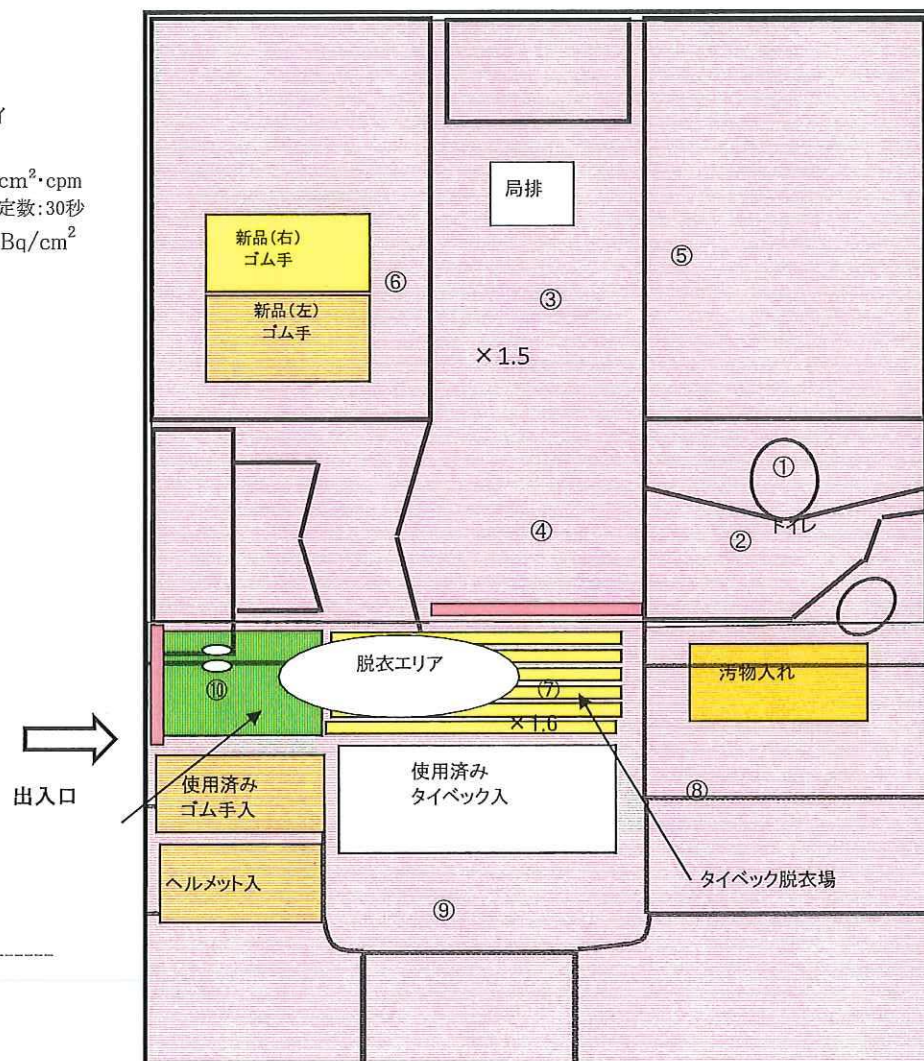 イ
cm²・cpm
定数:30秒
Bq/cm²
局排
新品(右)
ゴム手
⑥
新品(左)
ゴム手
③
⑤
×1.5
①
トイレ
④
②
脱衣エリア
⑩
(7)
×1.6
汚物入れ
出入口
使用済み
ゴム手入
使用済み
タイベック入
⑧
ヘルメット入
タイベック脱衣場
⑨